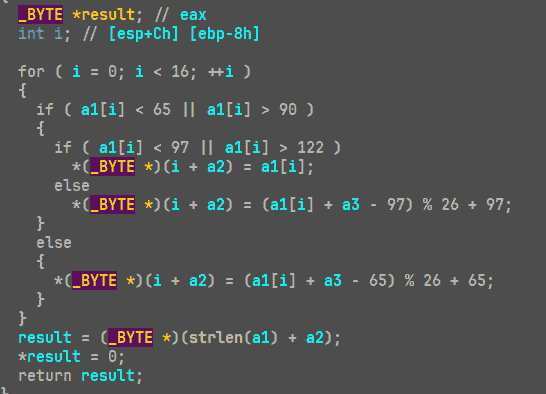 _BYTE *result; // eax
int i; // [esp+Ch] [ebp-8h]
for ( i = 0; i < 16; ++i )
{
if ( a1[i] < 65 || a1[i] > 90 )
{
if ( a1[i] < 97 || a1[i] > 122 )
*(_BYTE *)(i + a2) = a1[i];
else
*(_BYTE *)(i + a2) = (a1[i] + a3 - 97) % 26 + 97;
}
else
{
*(_BYTE *)(i + a2) = (a1[i] + a3 - 65) % 26 + 65;
}
}
result = (_BYTE *)(strlen(a1) + a2);
*result = 0;
return result;